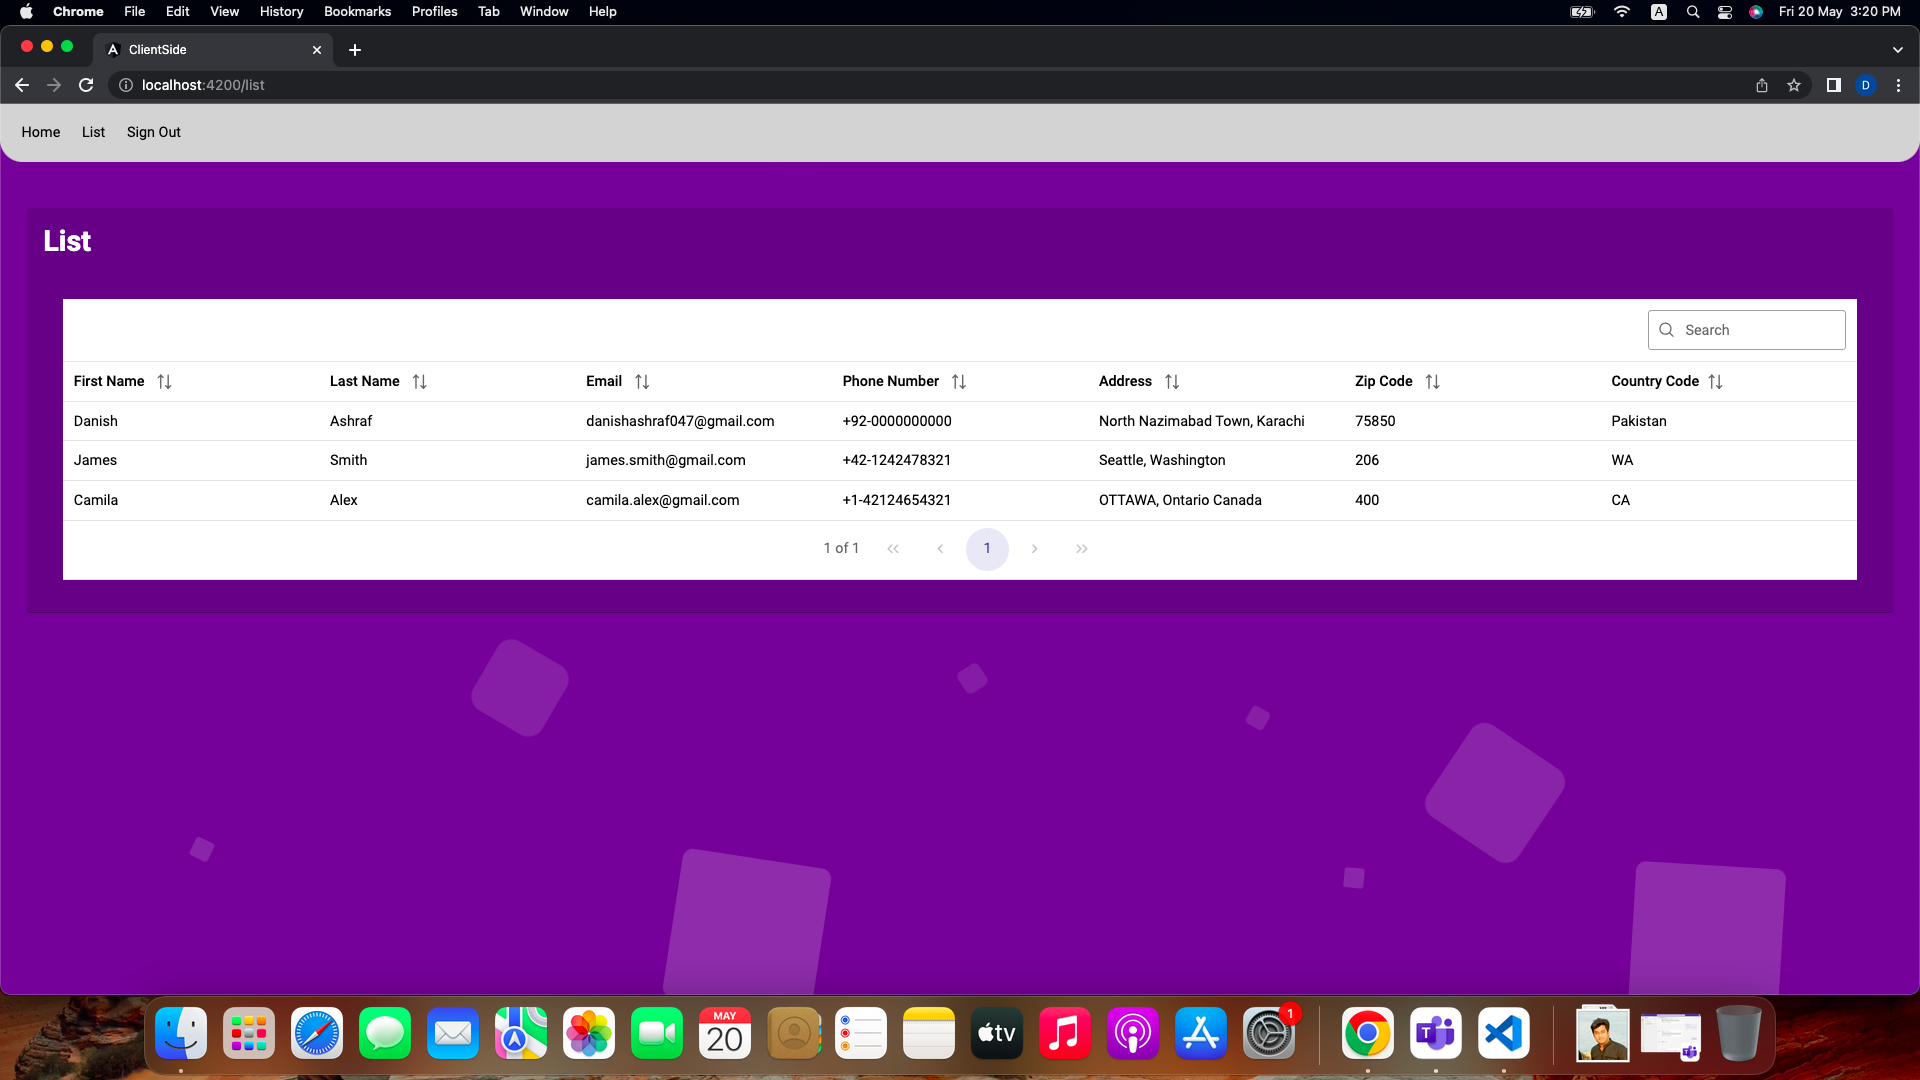 Chrome File Edit View History Bookmarks Profiles Tab Window Help A Fri 20 May 3:20 PM
ClientSide
localhost:4200/list D
Home List Sign Out
List
Search
First Name Last Name Email Phone Number Address Zip Code Country Code
Danish Ashraf danishashraf047@gmail.com +92-0000000000 North Nazimabad Town, Karachi 75850 Pakistan
James Smith james.smith@gmail.com +42-1242478321 Seattle, Washington 206 WA
Camila Alex camila.alex@gmail.com +1-42124654321 OTTAWA, Ontario Canada 400 CA
1 of 1 « ‹ 1 › »
MAY
20
tv
1
T